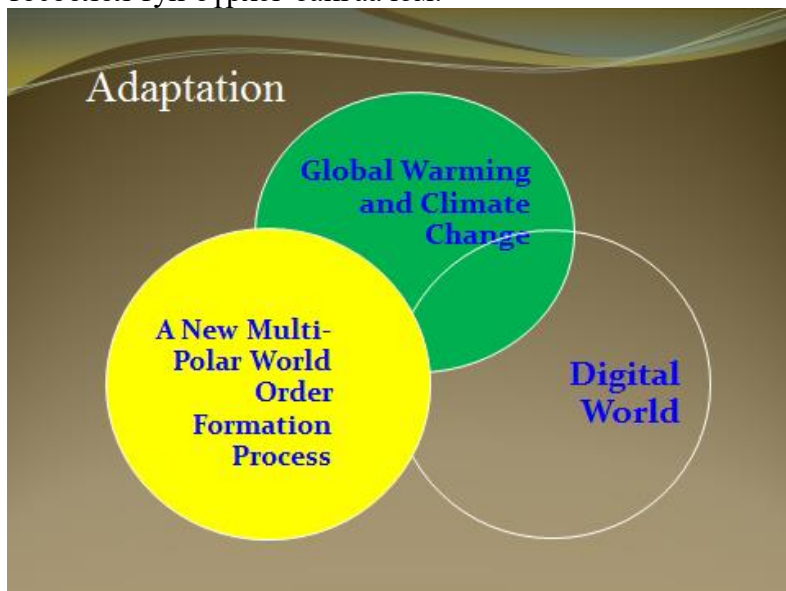 Adaptation
Global Warming
and Climate
Change
A New Multi-
Polar World
Order
Formation
Process
Digital
World